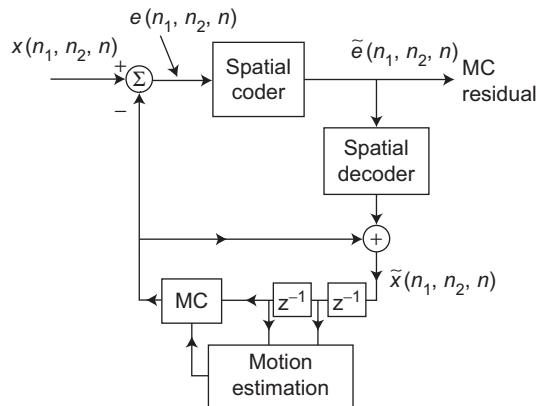 e(n₁, n₂, n)
x(n₁, n₂, n)
+
Σ
−
Spatial
coder
ẽ(n₁, n₂, n)
MC
residual
Spatial
decoder
+
x̃(n₁, n₂, n)
MC
z⁻¹
z⁻¹
Motion
estimation